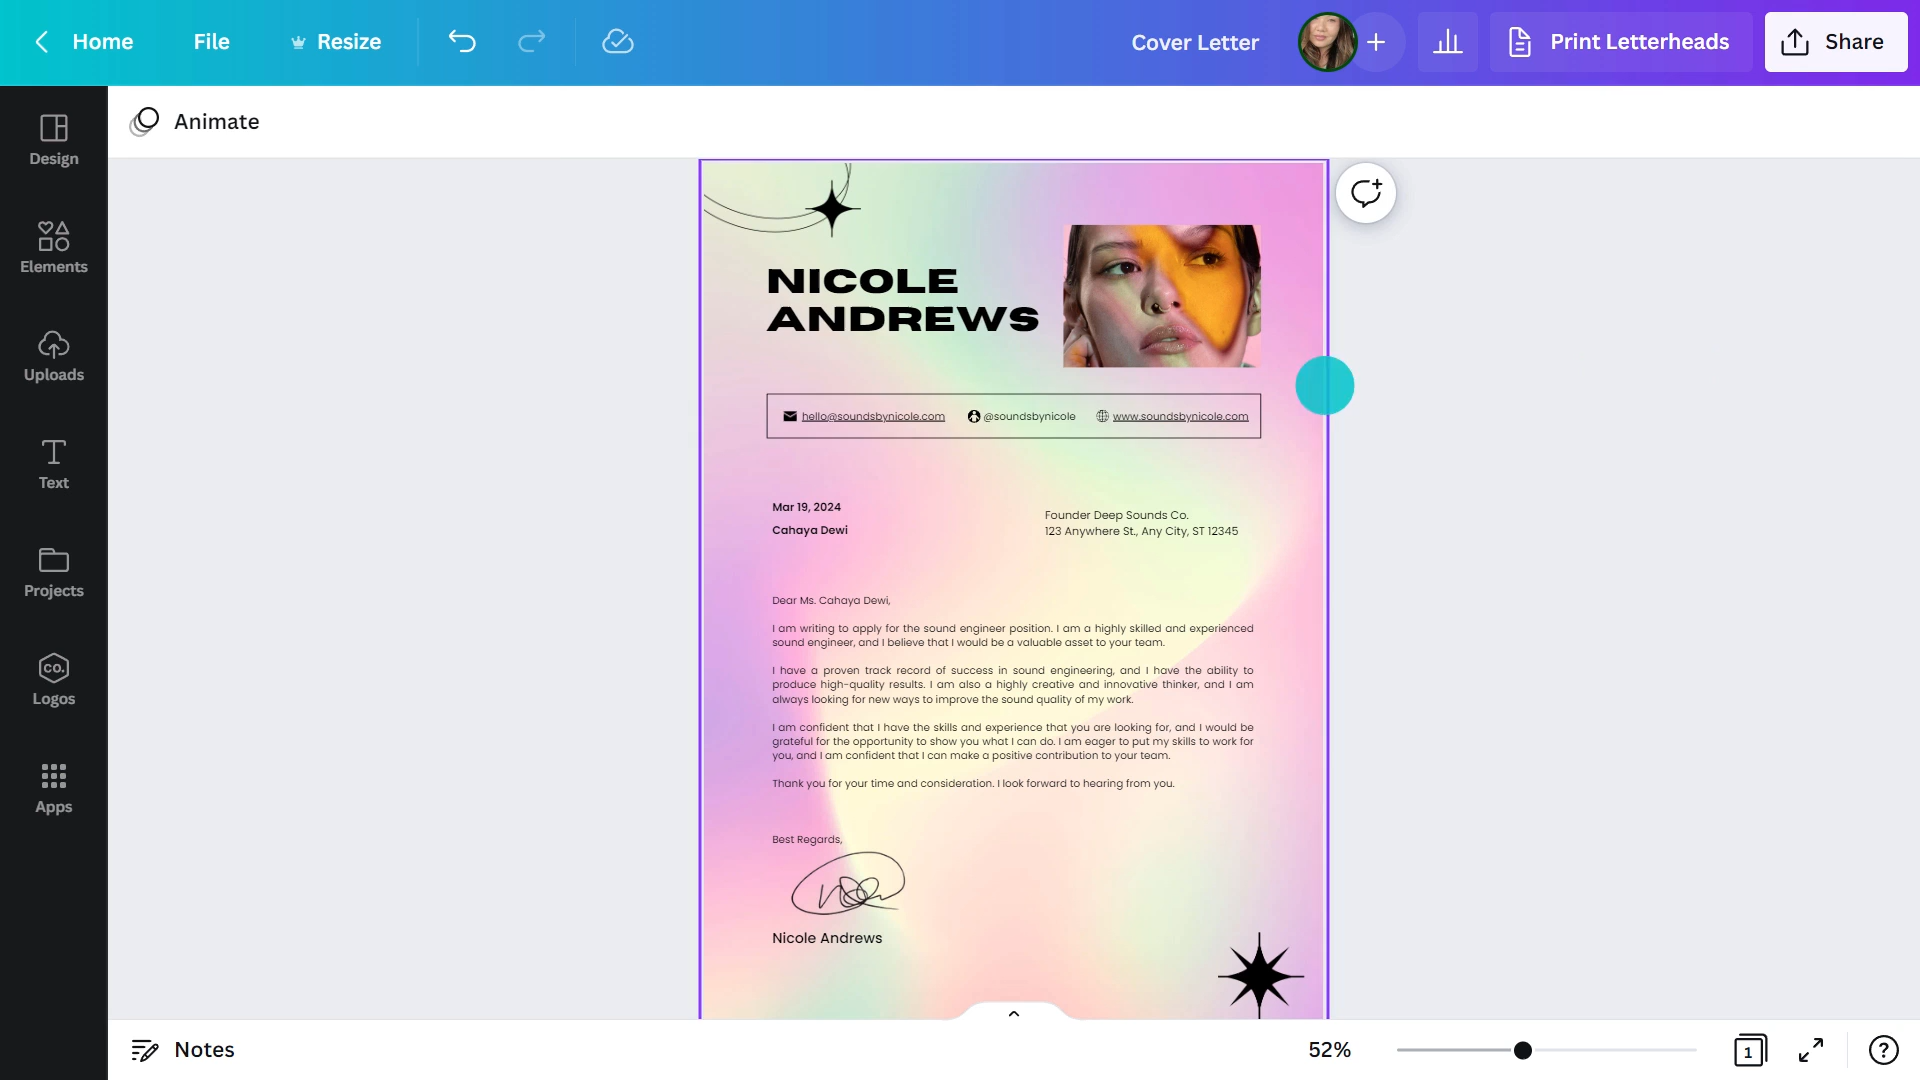 Home
File
Resize
Cover Letter
Print Letterheads
Share
Animate
Design
Elements
Uploads
Text
Projects
CO.
Logos
Apps
NICOLE
ANDREWS
hello@soundsbynicole.com
@soundsbynicole
www.soundsbynicole.com
Mar 19, 2024
Cahaya Dewi
Founder Deep Sounds Co.
123 Anywhere St., Any City, ST 12345
Dear Ms. Cahaya Dewi,
I am writing to apply for the sound engineer position. I am a highly skilled and experienced
sound engineer, and I believe that I would be a valuable asset to your team.
I have a proven track record of success in sound engineering, and I have the ability to
produce high-quality results. I am also a highly creative and innovative thinker, and I am
always looking for new ways to improve the sound quality of my work.
I am confident that I have the skills and experience that you are looking for, and I would be
grateful for the opportunity to show you what I can do. I am eager to put my skills to work for
you, and I am confident that I can make a positive contribution to your team.
Thank you for your time and consideration. I look forward to hearing from you.
Best Regards,
Nicole Andrews
Notes
52%
1